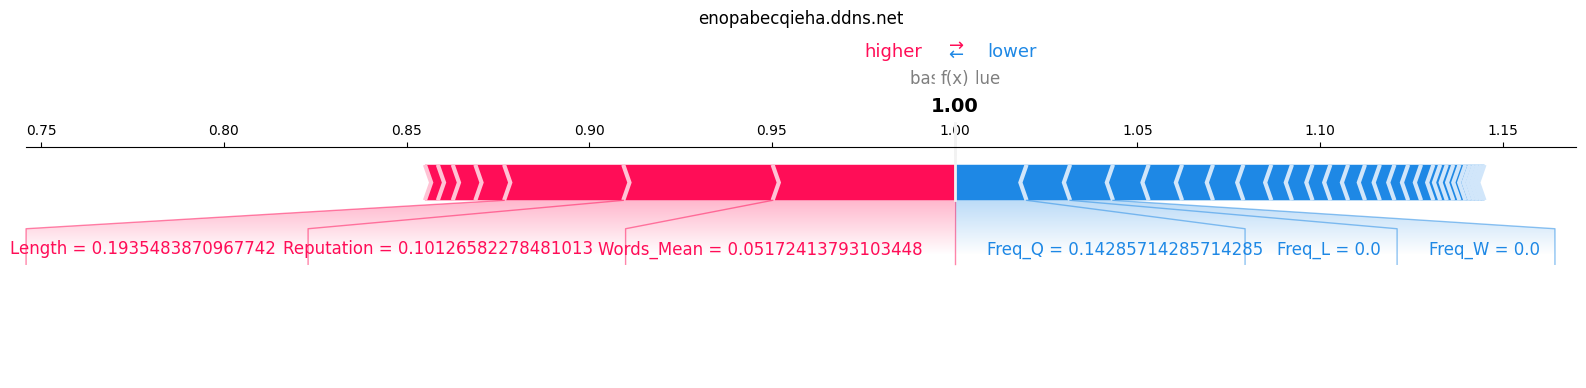 enopabecqieha.ddns.net
higher ⇄ lower
f(x)
1.00
0.75 0.80 0.85 0.90 0.95 1.00 1.05 1.10 1.15
Length = 0.1935483870967742 Reputation = 0.10126582278481013 Words_Mean = 0.05172413793103448 Freq_Q = 0.14285714285714285 Freq_L = 0.0 Freq_W = 0.0